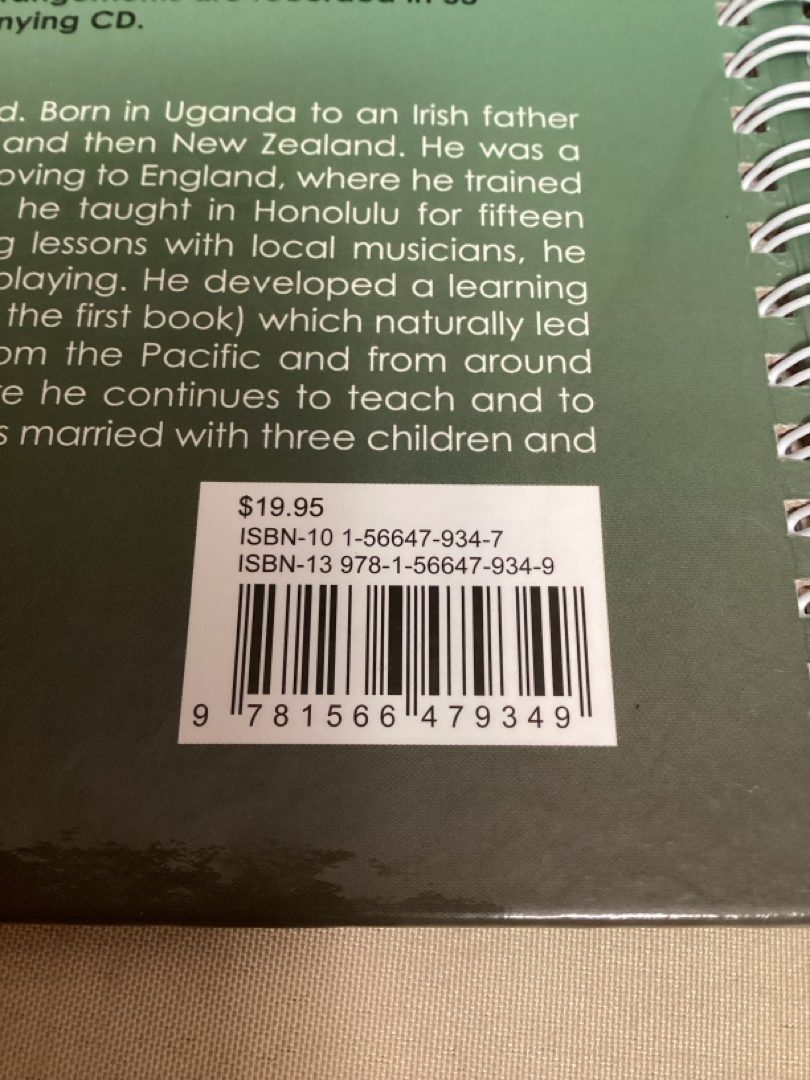 are recorded in
nying CD.
d. Born in Uganda to an Irish father
and then New Zealand. He was a
oving to England, where he trained
he taught in Honolulu for fifteen
g lessons with local musicians, he
playing. He developed a learning
the first book) which naturally led
om the Pacific and from around
e he continues to teach and to
s married with three children and
$19.95
ISBN-10 1-56647-934-7
ISBN-13 978-1-56647-934-9
9 781566 479349